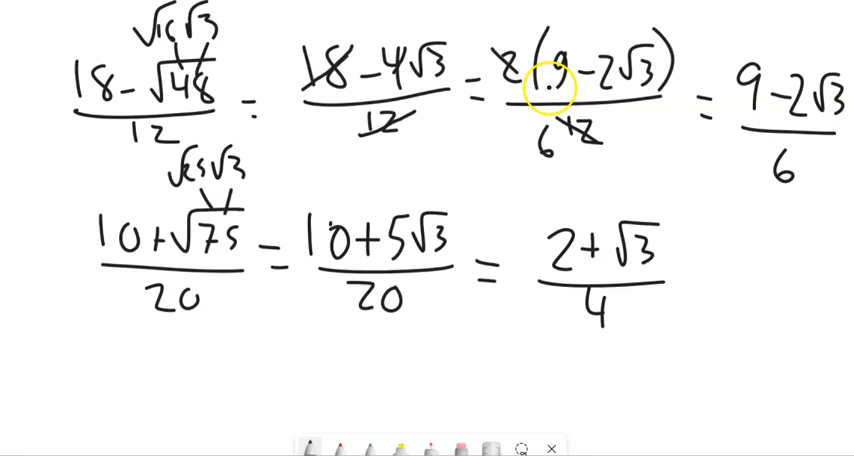 √16 √3
18 - √48 / 12 = 18 - 4√3 / 12 = 2(9 - 2√3) / 6 12 = 9 - 2√3 / 6
√25 √3
10 + √75 / 20 = 10 + 5√3 / 20 = 2 + √3 / 4